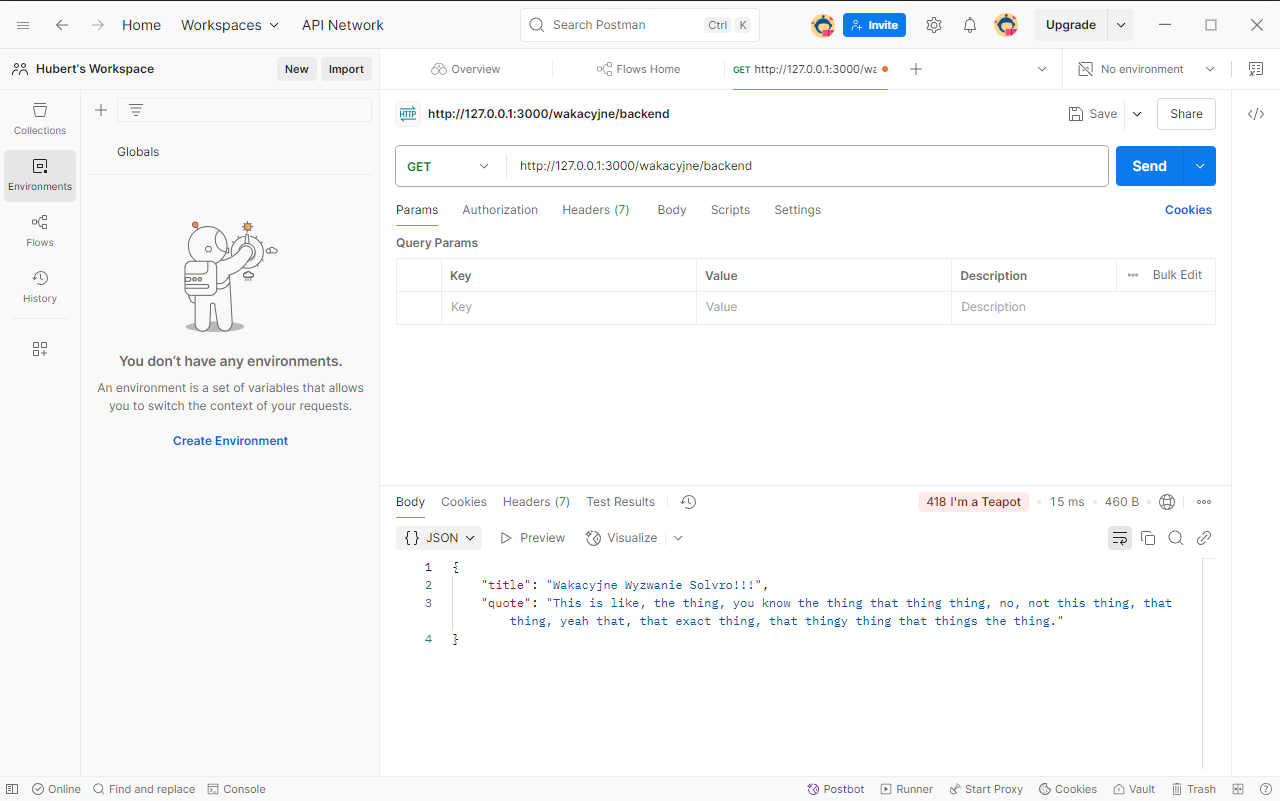 Home Workspaces API Network Search Postman Ctrl K Invite Upgrade
Hubert's Workspace New Import Overview Flows Home GET http://127.0.0.1:3000/wa No environment
Collections
Environments
Flows
History
Globals
You don't have any environments.
An environment is a set of variables that allows
you to switch the context of your requests.
Create Environment
HTTP http://127.0.0.1:3000/wakacyjne/backend Save Share
GET http://127.0.0.1:3000/wakacyjne/backend Send
Params Authorization Headers (7) Body Scripts Settings Cookies
Query Params
Key Value Description Bulk Edit
Key Value Description
Body Cookies Headers (7) Test Results 418 I'm a Teapot 15 ms 460 B
{} JSON Preview Visualize
1 {
2 "title": "Wakacyjne Wyzwanie Solvro!!!",
3 "quote": "This is like, the thing, you know the thing that thing thing, no, not this thing, that
thing, yeah that, that exact thing, that thingy thing that things the thing."
4 }
Online Find and replace Console Postbot Runner Start Proxy Cookies Vault Trash